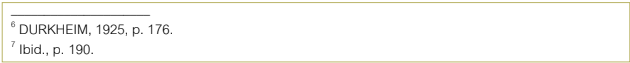 ⁶ DURKHEIM, 1925, p. 176.
⁷ Ibid., p. 190.